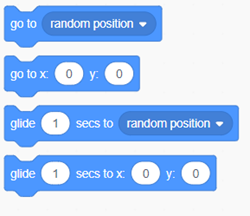 go to random position
go to x: 0 y: 0
glide 1 secs to random position
glide 1 secs to x: 0 y: 0